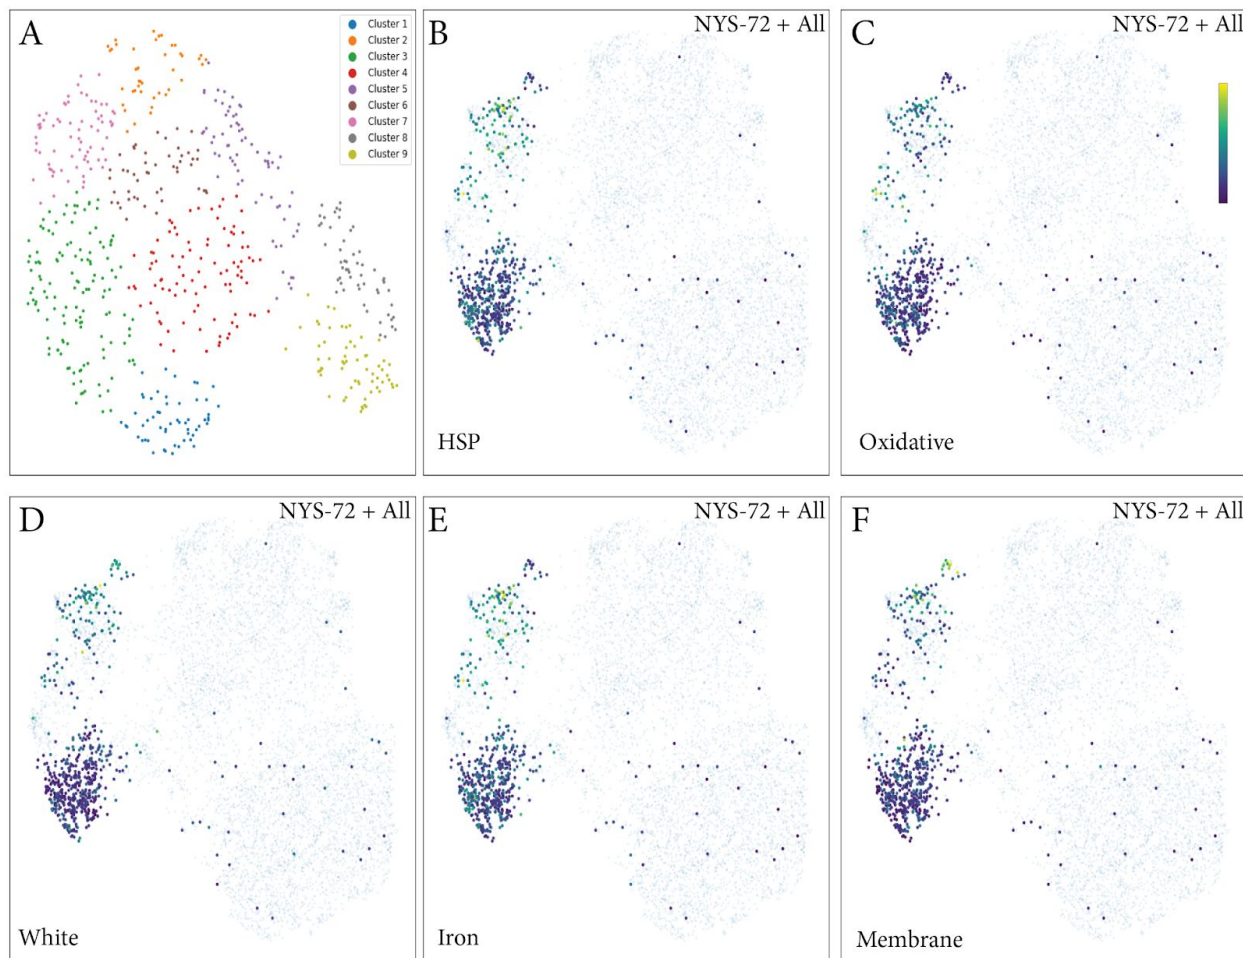 A
Cluster 1
Cluster 2
Cluster 3
Cluster 4
Cluster 5
Cluster 6
Cluster 7
Cluster 8
Cluster 9
B
NYS-72 + All
HSP
C
NYS-72 + All
Oxidative
D
NYS-72 + All
White
E
NYS-72 + All
Iron
F
NYS-72 + All
Membrane